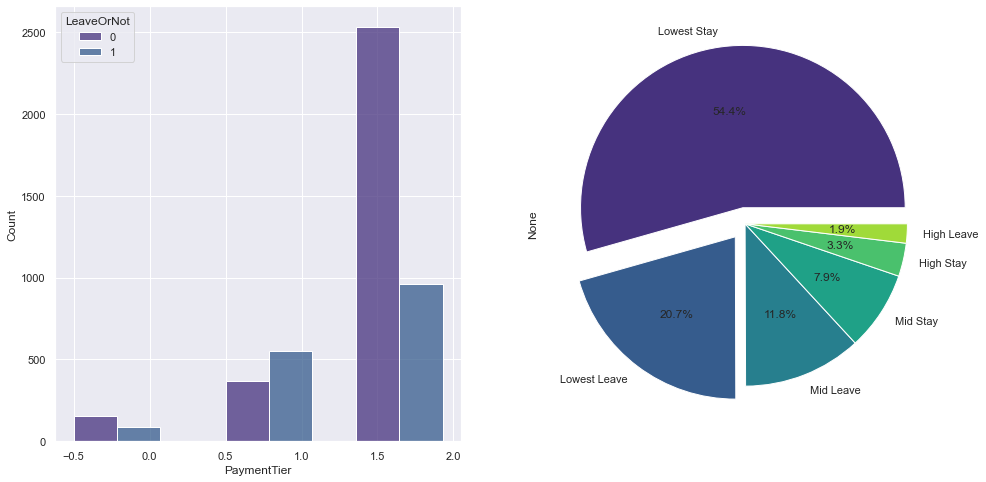 LeaveOrNot
0
1
2500
2000
1500
1000
500
0
Count
−0.5
0.0
0.5
1.0
1.5
2.0
PaymentTier
None
Lowest Stay
54.4%
Lowest Leave
20.7%
Mid Leave
11.8%
Mid Stay
7.9%
High Stay
3.3%
High Leave
1.9%